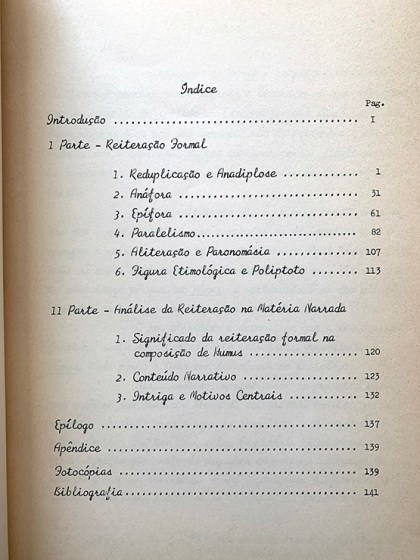 Índice
Pag.
Introdução ........................................ I
I Parte - Reiteração Formal
1. Reduplicação e Anadiplose ............ 1
2. Anáfora ................................... 31
3. Epífora .................................... 61
4. Paralelismo ............................... 82
5. Aliteração e Paronomásia ............ 107
6. Figura Etimológica e Poliptoto ....... 113
II Parte - Análise da Reiteração na Matéria Narrada
1. Significado da reiteração formal na
composição de Humus ................ 120
2. Conteúdo Narrativo .................... 123
3. Intriga e Motivos Centrais ........... 132
Epílogo ........................................... 137
Apêndice .......................................... 139
Fotocópias ........................................ 139
Bibliografia ....................................... 141